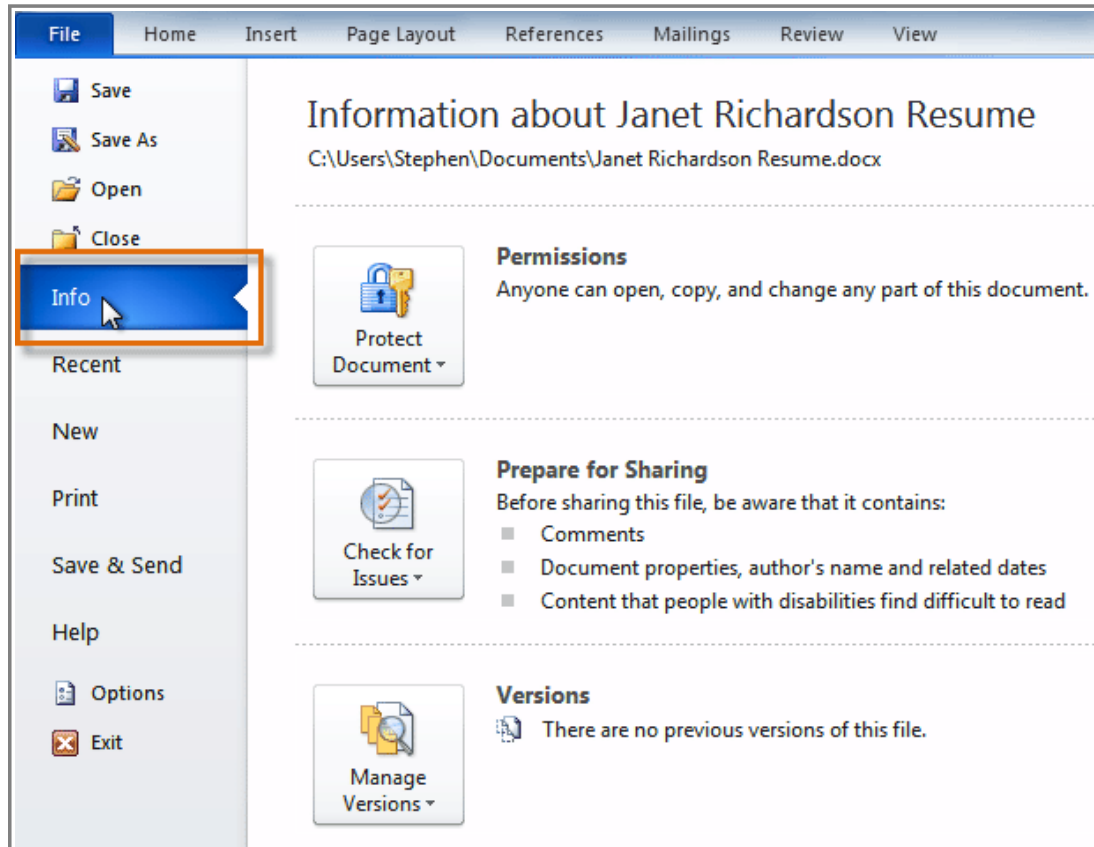 File Home Insert Page Layout References Mailings Review View
Save
Save As
Open
Close
Info
Recent
New
Print
Save & Send
Help
Options
Exit
Information about Janet Richardson Resume
C:\Users\Stephen\Documents\Janet Richardson Resume.docx
Protect
Document
Permissions
Anyone can open, copy, and change any part of this document.
Check for
Issues
Prepare for Sharing
Before sharing this file, be aware that it contains:
Comments
Document properties, author's name and related dates
Content that people with disabilities find difficult to read
Manage
Versions
Versions
There are no previous versions of this file.